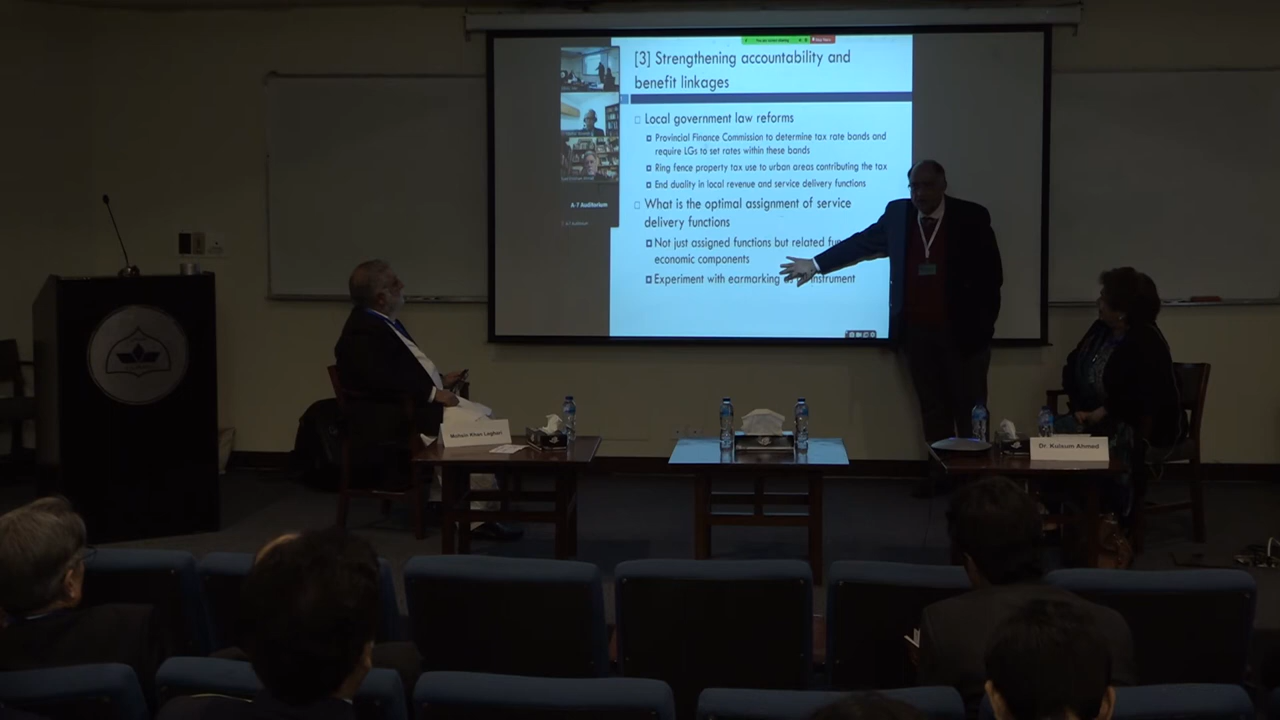 [3] Strengthening accountability and
benefit linkages
Local government law reforms
Provincial Finance Commission to determine tax rate bands and
require LGs to set rates within these bands
Ring fence property tax use to urban areas contributing the tax
End duality in local revenue and service delivery functions
What is the optimal assignment of service
delivery functions
Not just assigned functions but related
economic components
Experiment with earmarking instrument
A-7 Auditorium
Mohsin Khan Leghari
Dr. Kulsum Ahmed